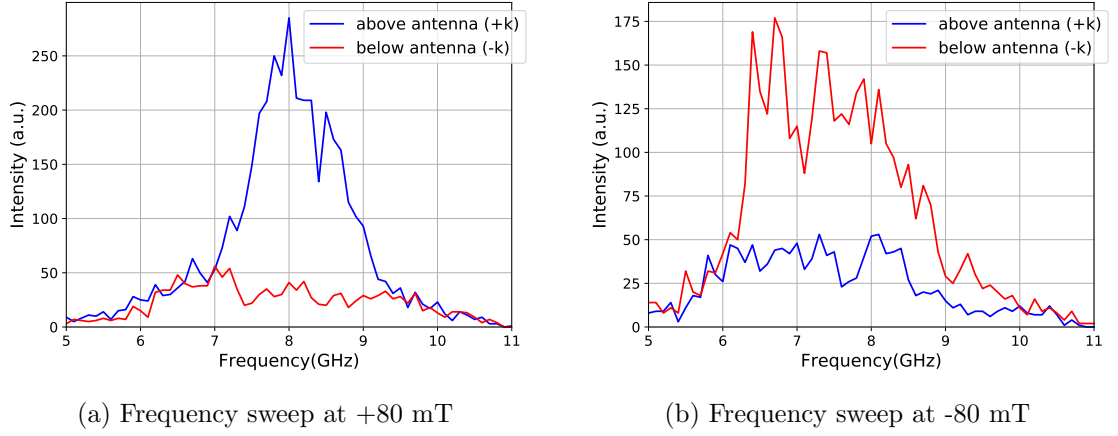 above antenna (+k)
below antenna (-k)
Intensity (a.u.)
250
200
150
100
50
0
5 6 7 8 9 10 11
Frequency(GHz)
(a) Frequency sweep at +80 mT
above antenna (+k)
below antenna (-k)
Intensity (a.u.)
175
150
125
100
75
50
25
0
5 6 7 8 9 10 11
Frequency(GHz)
(b) Frequency sweep at -80 mT